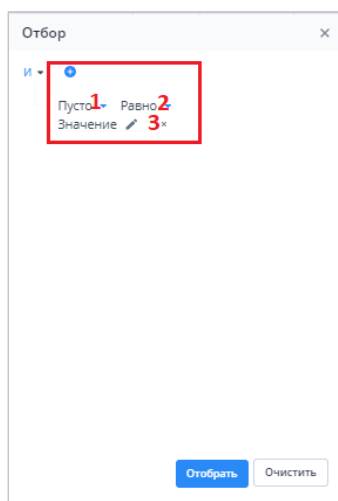 Отбор ×
И
Пусто 1 Равно 2
Значение 3 ×
Отобрать Очистить